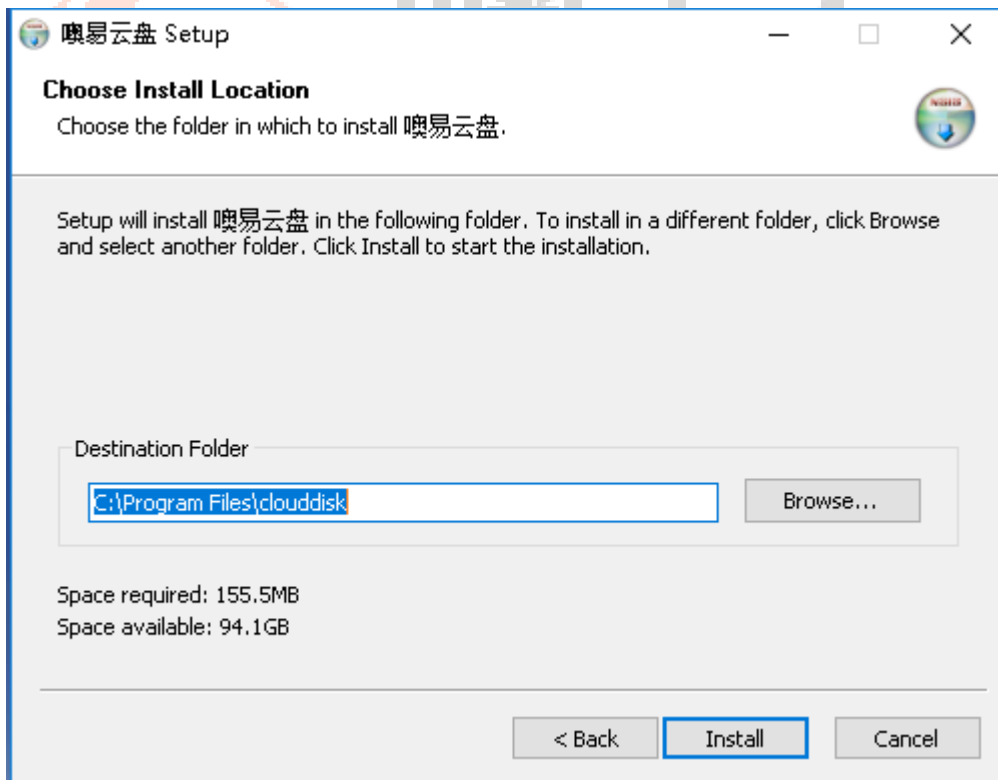 噢易云盘 Setup
Choose Install Location
Choose the folder in which to install 噢易云盘.
Setup will install 噢易云盘 in the following folder. To install in a different folder, click Browse
and select another folder. Click Install to start the installation.
Destination Folder
C:\Program Files\clouddisk
Browse...
Space required: 155.5MB
Space available: 94.1GB
< Back
Install
Cancel